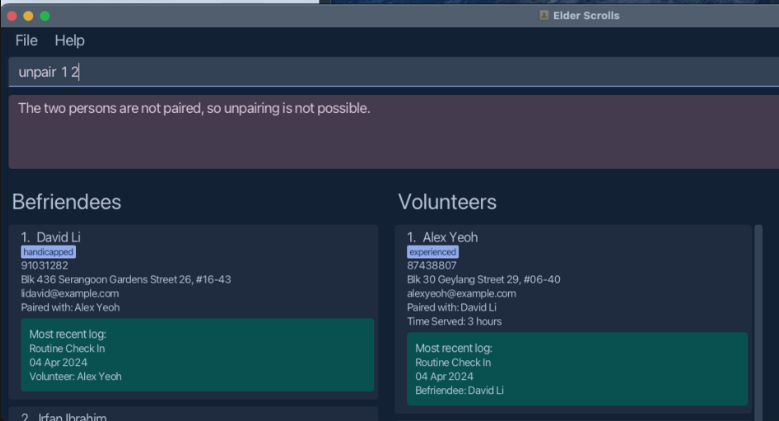 Elder Scrolls
File Help
unpair 1 2
The two persons are not paired, so unpairing is not possible.
Befriendees
1. David Li
handicapped
91031282
Blk 436 Serangoon Gardens Street 26, #16-43
lidavid@example.com
Paired with: Alex Yeoh
Most recent log:
Routine Check In
04 Apr 2024
Volunteer: Alex Yeoh
2. Irfan Ibrahim
Volunteers
1. Alex Yeoh
experienced
87438807
Blk 30 Geylang Street 29, #06-40
alexyeoh@example.com
Paired with: David Li
Time Served: 3 hours
Most recent log:
Routine Check In
04 Apr 2024
Befriendee: David Li